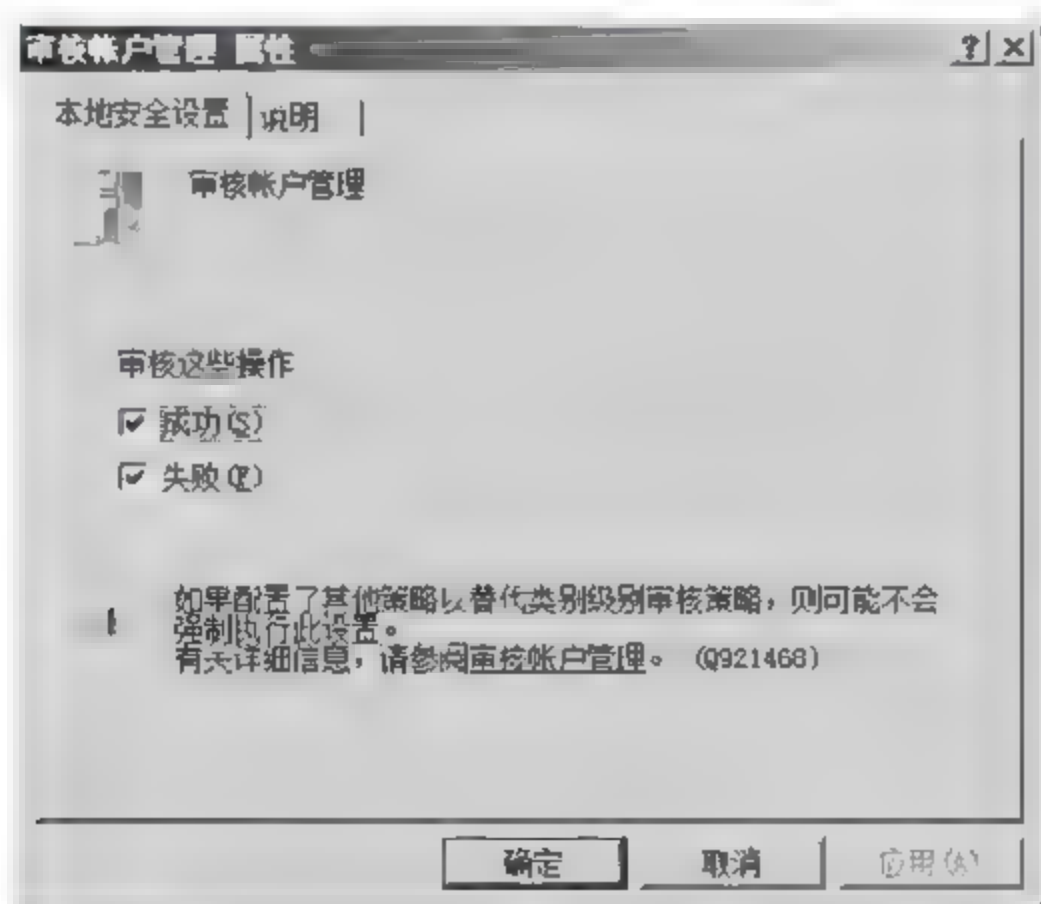 审核帐户管理 属性
本地安全设置
说明
审核帐户管理
审核这些操作
成功(S)
失败(F)
如果配置了其他策略以替代类别级别审核策略，则可能不会
强制执行此设置。
有关详细信息，请参阅审核帐户管理。 (Q921468)
确定
取消
应用(A)